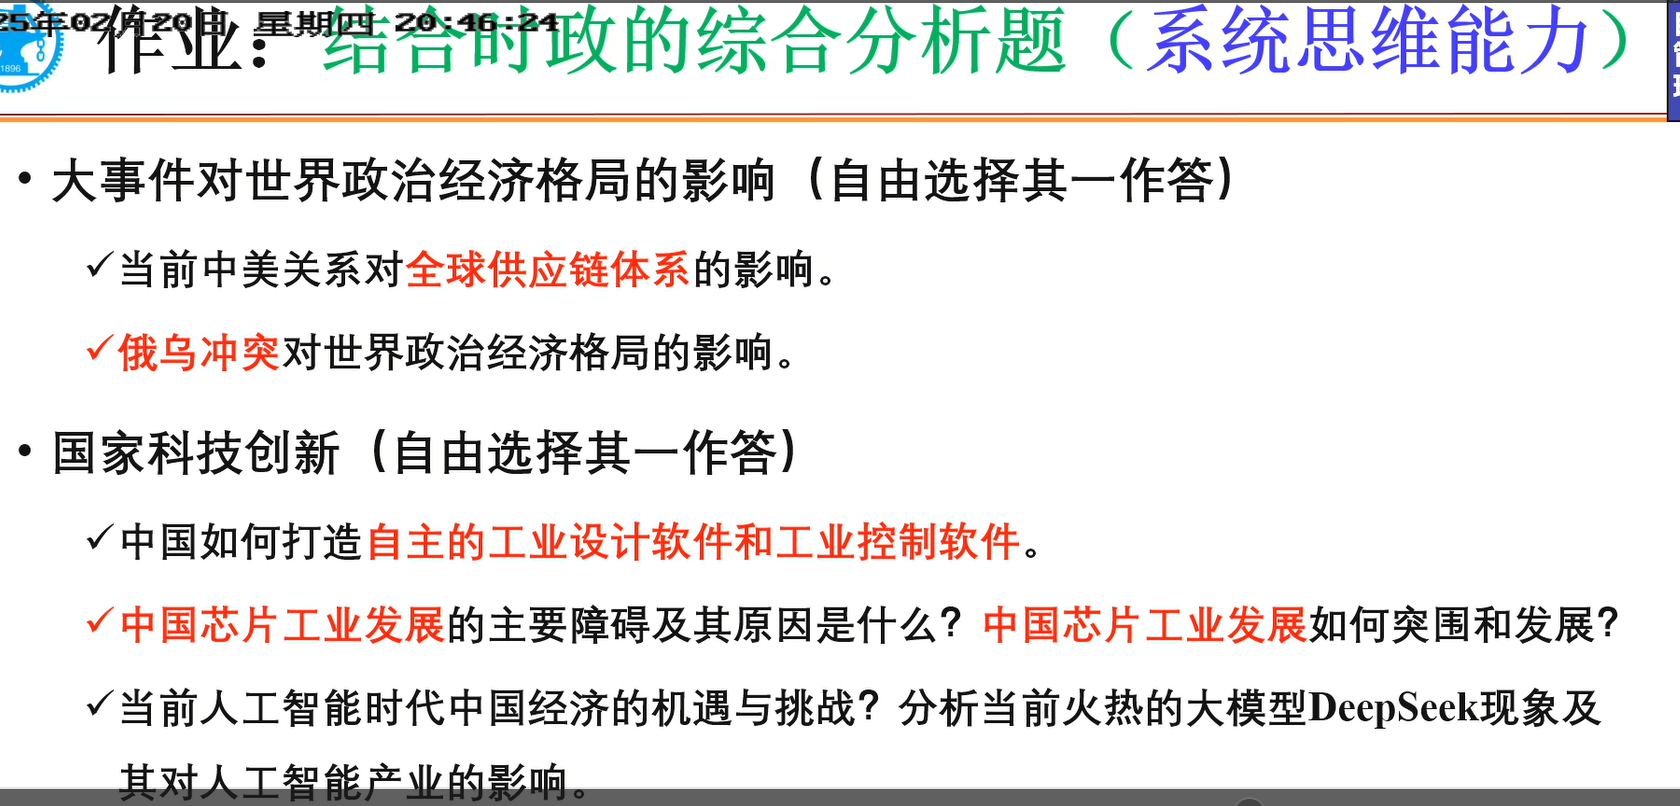 25年02月20日 星期四 20:46:24
作业：结合时政的综合分析题（系统思维能力）
1896
• 大事件对世界政治经济格局的影响（自由选择其一作答）
✓当前中美关系对全球供应链体系的影响。
✓俄乌冲突对世界政治经济格局的影响。
• 国家科技创新（自由选择其一作答）
✓中国如何打造自主的工业设计软件和工业控制软件。
✓中国芯片工业发展的主要障碍及其原因是什么？中国芯片工业发展如何突围和发展？
✓当前人工智能时代中国经济的机遇与挑战？分析当前火热的大模型DeepSeek现象及
其对人工智能产业的影响。